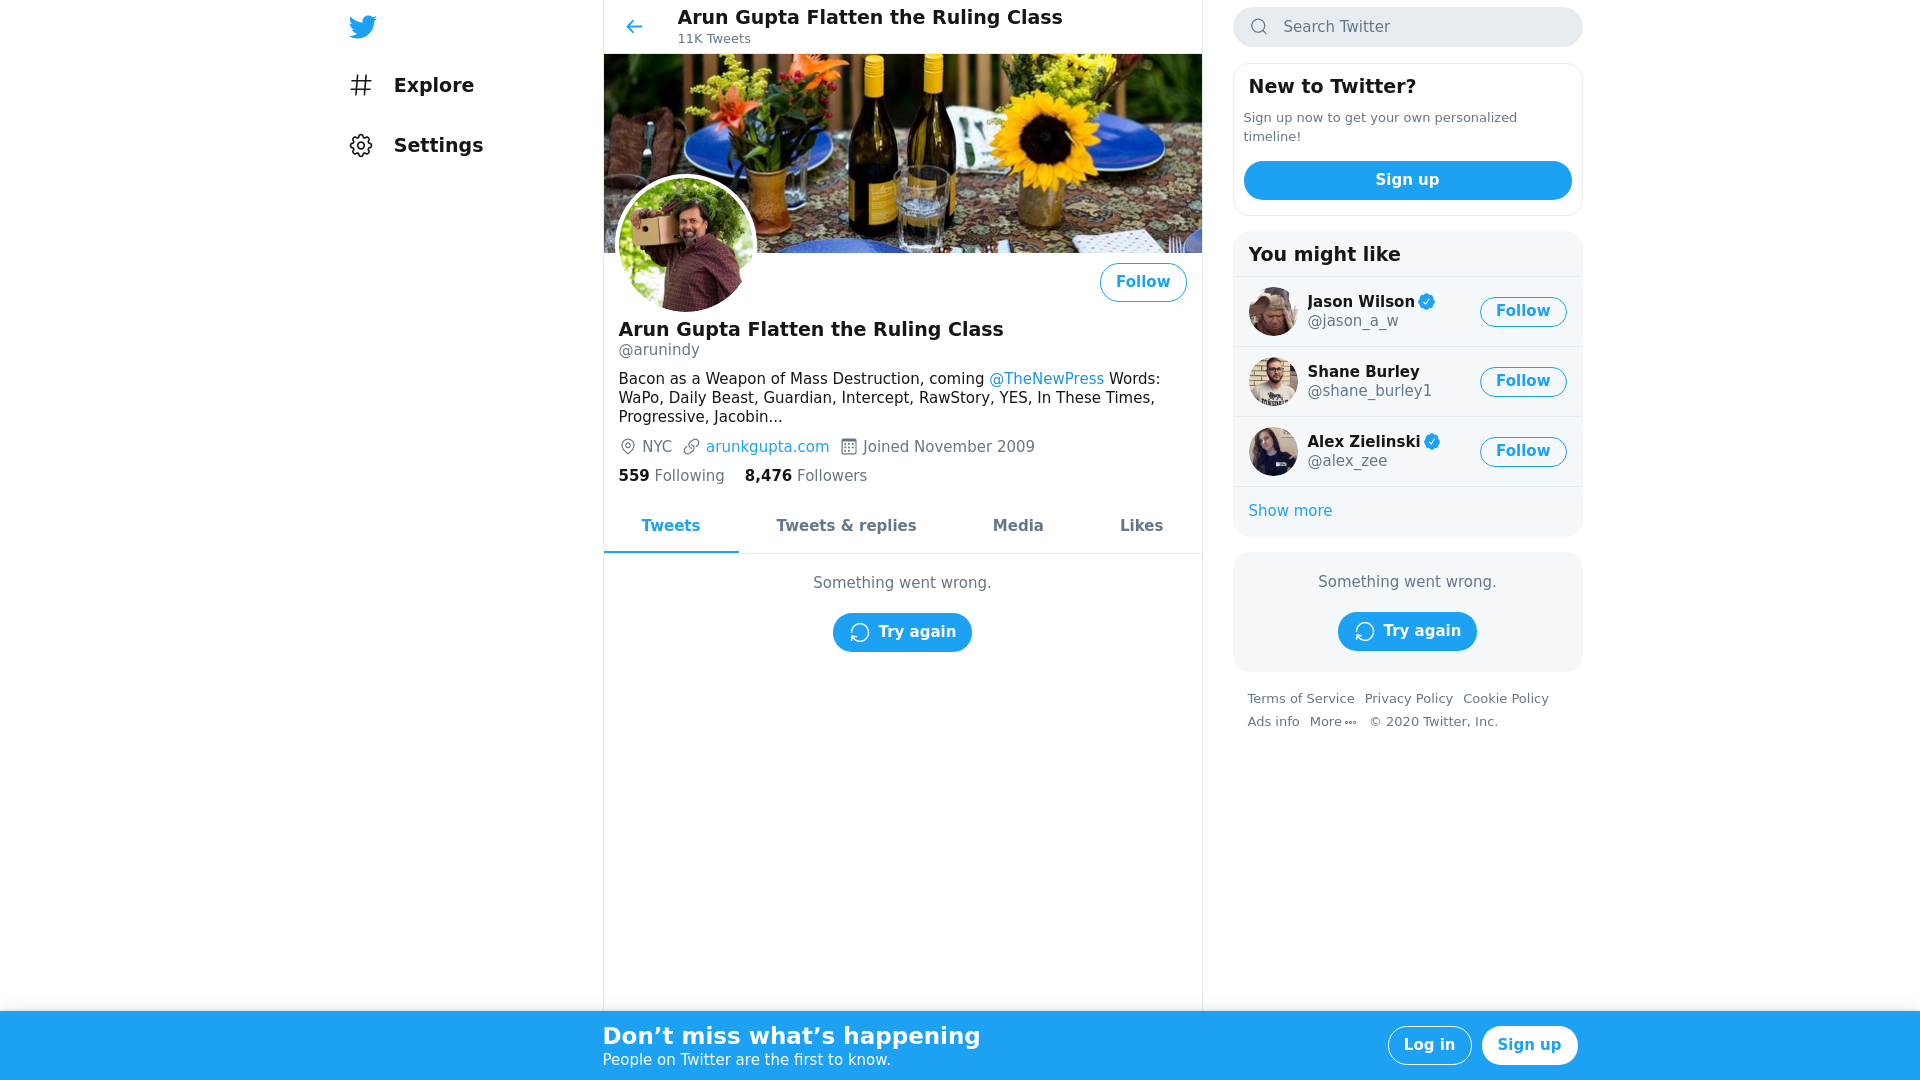 Explore
Settings
Arun Gupta Flatten the Ruling Class
11K Tweets
Follow
Arun Gupta Flatten the Ruling Class
@arunindy
Bacon as a Weapon of Mass Destruction, coming @TheNewPress Words:
WaPo, Daily Beast, Guardian, Intercept, RawStory, YES, In These Times,
Progressive, Jacobin...
NYC arunkgupta.com Joined November 2009
559 Following 8,476 Followers
Tweets Tweets & replies Media Likes
Something went wrong.
Try again
Search Twitter
New to Twitter?
Sign up now to get your own personalized
timeline!
Sign up
You might like
Jason Wilson
@jason_a_w
Follow
Shane Burley
@shane_burley1
Follow
Alex Zielinski
@alex_zee
Follow
Show more
Something went wrong.
Try again
Terms of Service Privacy Policy Cookie Policy
Ads info More © 2020 Twitter, Inc.
Don’t miss what’s happening
People on Twitter are the first to know.
Log in Sign up